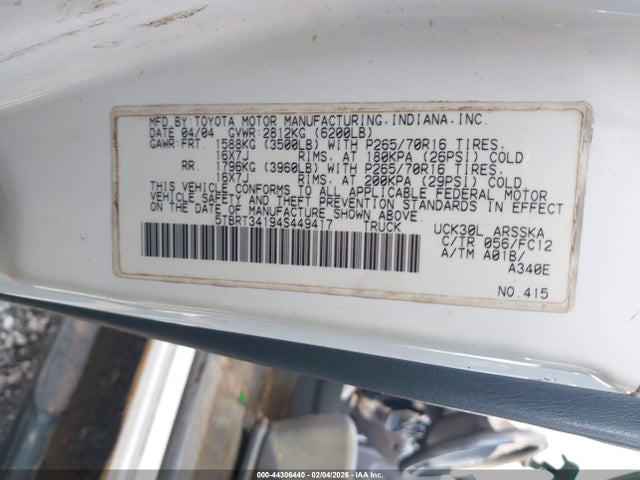 MFD.BY:TOYOTA MOTOR MANUFACTURING.INDIANA.INC.
DATE 04/04 GVWR:2812KG (6200LB)
GAWR:FRT. 1588KG (3500LB) WITH P265/70R16 TIRES,
16X7J RIMS, AT 180KPA (26PSI) COLD
RR. 1796KG (3960LB) WITH P265/70R16 TIRES,
16X7J RIMS, AT 200KPA (29PSI) COLD
THIS VEHICLE CONFORMS TO ALL APPLICABLE FEDERAL MOTOR
VEHICLE SAFETY AND THEFT PREVENTION STANDARDS IN
EFFECT ON THE DATE OF MANUFACTURE SHOWN ABOVE.
5TBRT34194S449417 TRUCK
UCK30L ARSSKA
C/TR 056/FC12
A/TM A01B/
A340E
NO.415
000-44306440 - 02/04/2026 - IAAI.COM